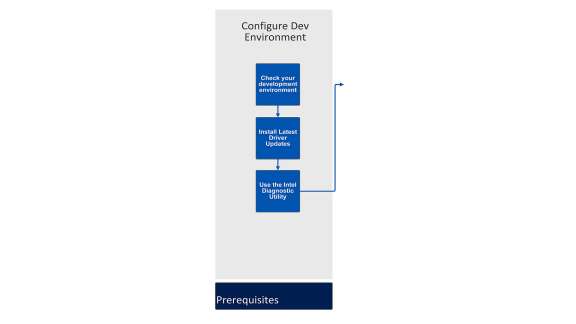 Configure Dev
Environment
Check your
development
environment
Install Latest
Driver
Updates
Use the Intel
Diagnostic
Utility
Prerequisites